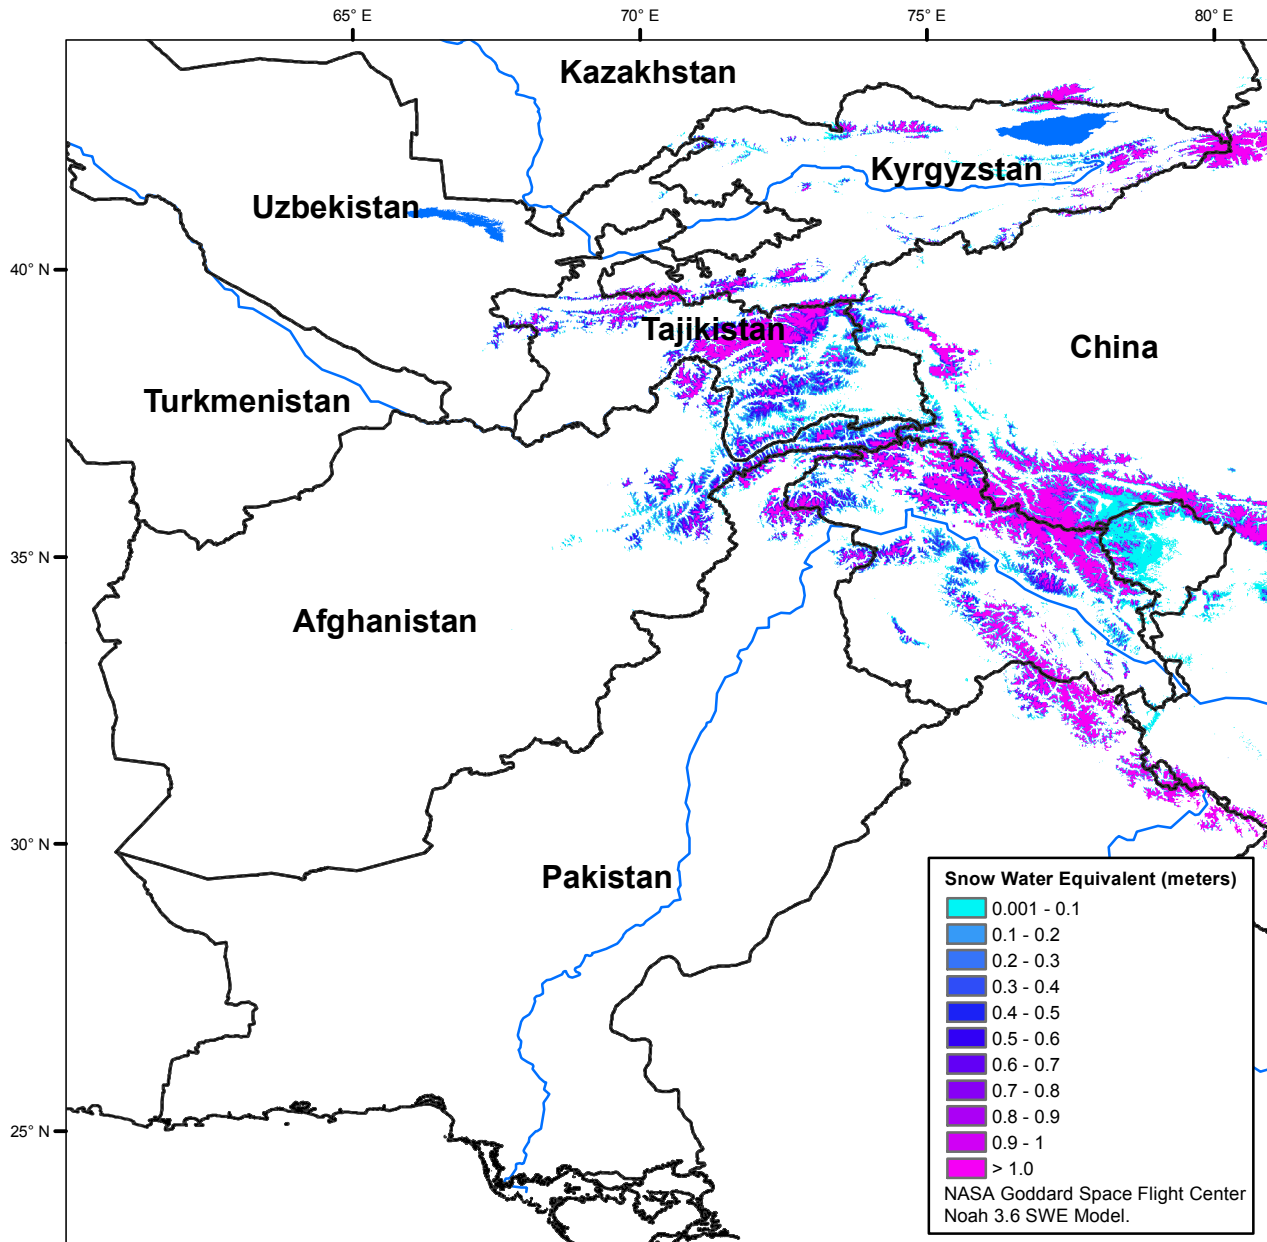 65° E
70° E
75° E
80° E
Kazakhstan
Kyrgyzstan
Uzbekistan
40° N
Tajikistan
China
Turkmenistan
35° N
Afghanistan
30° N
Pakistan
25° N
Snow Water Equivalent (meters)
0.001 - 0.1
0.1 - 0.2
0.2 - 0.3
0.3 - 0.4
0.4 - 0.5
0.5 - 0.6
0.6 - 0.7
0.7 - 0.8
0.8 - 0.9
0.9 - 1
> 1.0
NASA Goddard Space Flight Center
Noah 3.6 SWE Model.